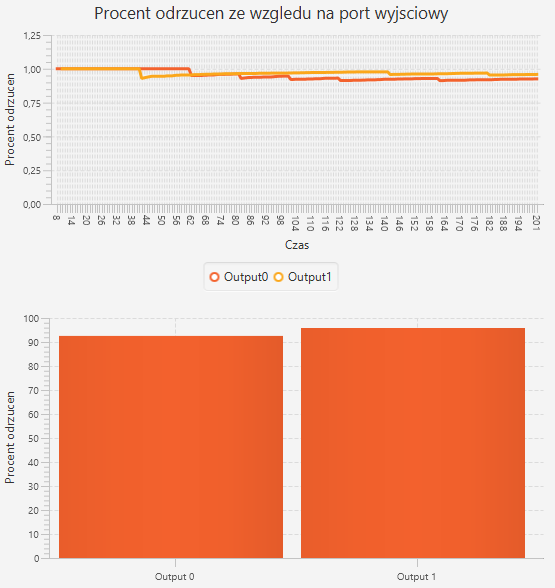 Procent odrzucen ze wzgledu na port wyjsciowy
Procent odrzucen
1,25
1,00
0,75
0,50
0,25
0,00
8 14 20 26 32 38 44 50 56 62 68 74 80 86 92 98 104 110 116 122 128 134 140 146 152 158 164 170 176 182 188 194 201
Czas
Output0 Output1
Procent odrzucen
100
90
80
70
60
50
40
30
20
10
0
Output 0 Output 1